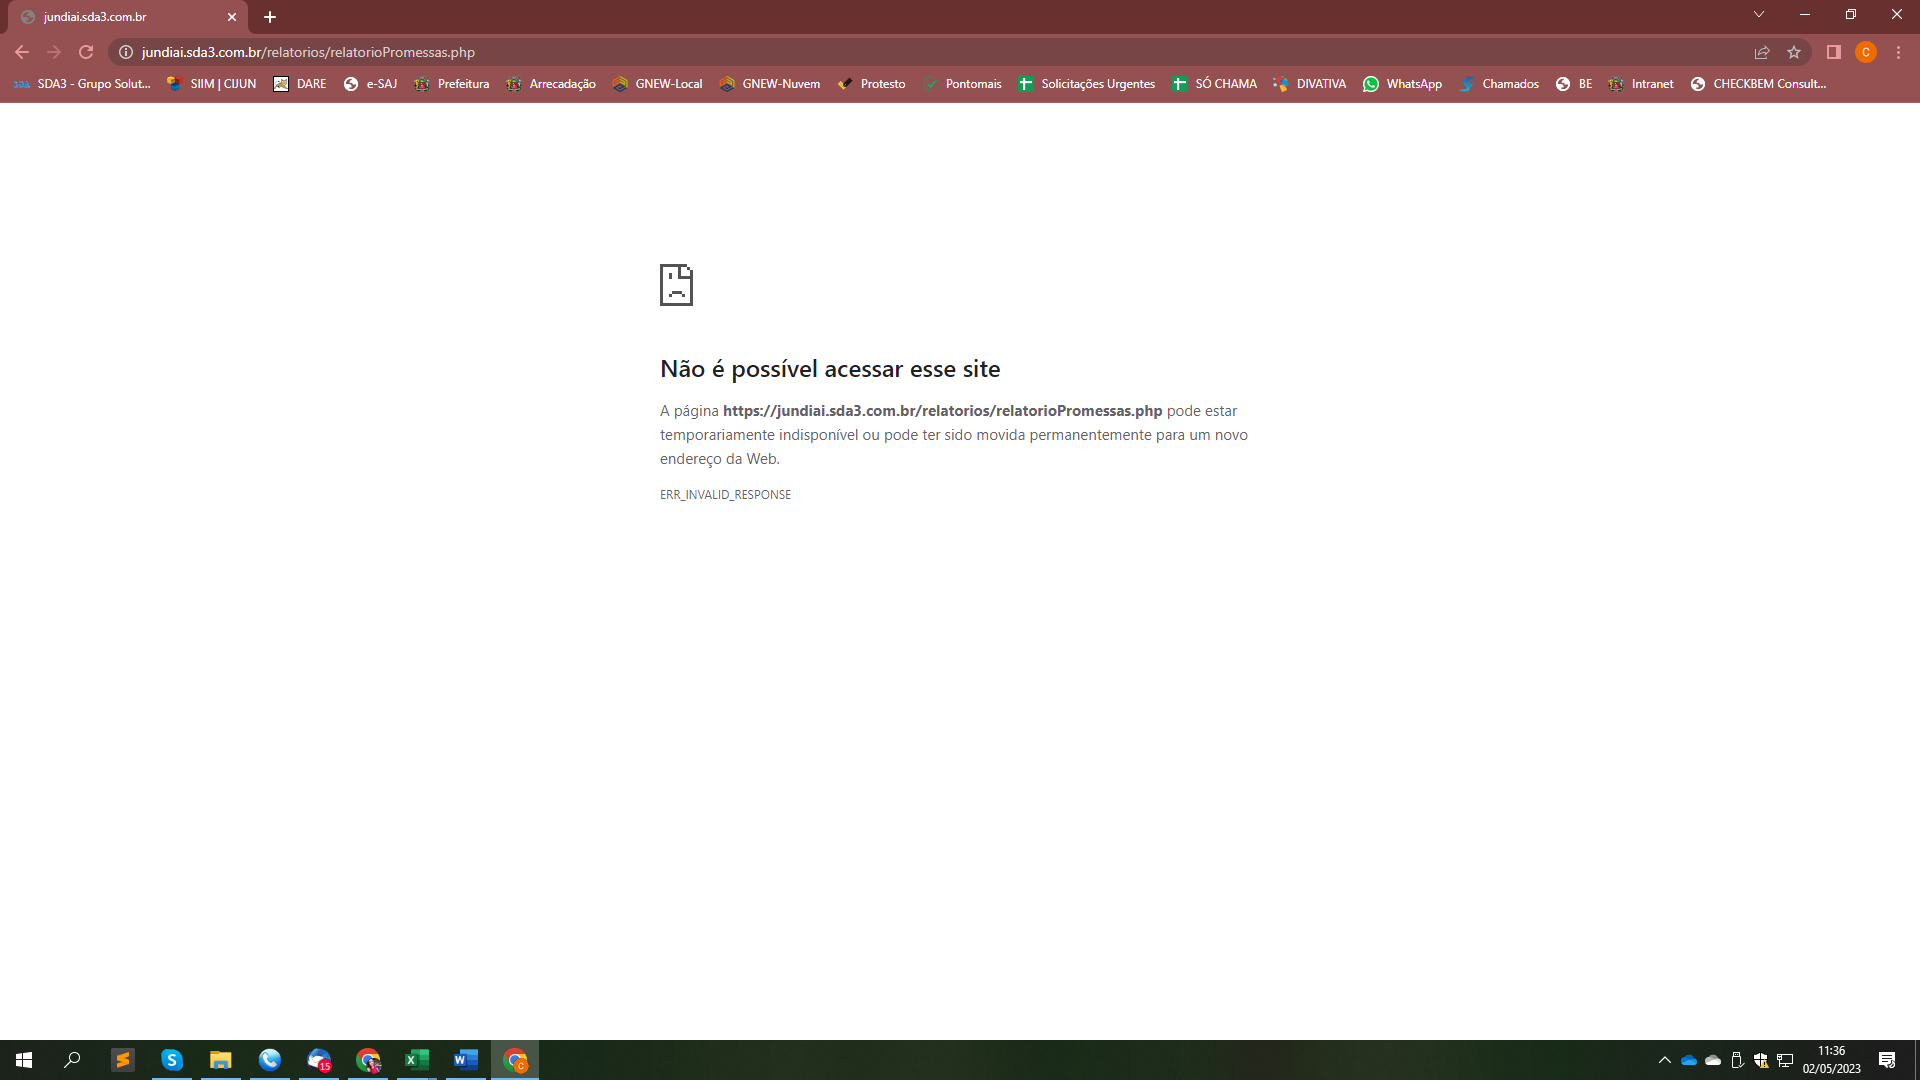 jundiai.sda3.com.br
jundiai.sda3.com.br/relatorios/relatorioPromessas.php
C
SDA3 - Grupo Solut...
SIIM | CIJUN
DARE
e-SAJ
Prefeitura
Arrecadação
GNEW-Local
GNEW-Nuvem
Protesto
Pontomais
Solicitações Urgentes
SÓ CHAMA
DIVATIVA
WhatsApp
Chamados
BE
Intranet
CHECKBEM Consult...
Não é possível acessar esse site
A página https://jundiai.sda3.com.br/relatorios/relatorioPromessas.php pode estar
temporariamente indisponível ou pode ter sido movida permanentemente para um novo
endereço da Web.
ERR_INVALID_RESPONSE
15
11:36
02/05/2023